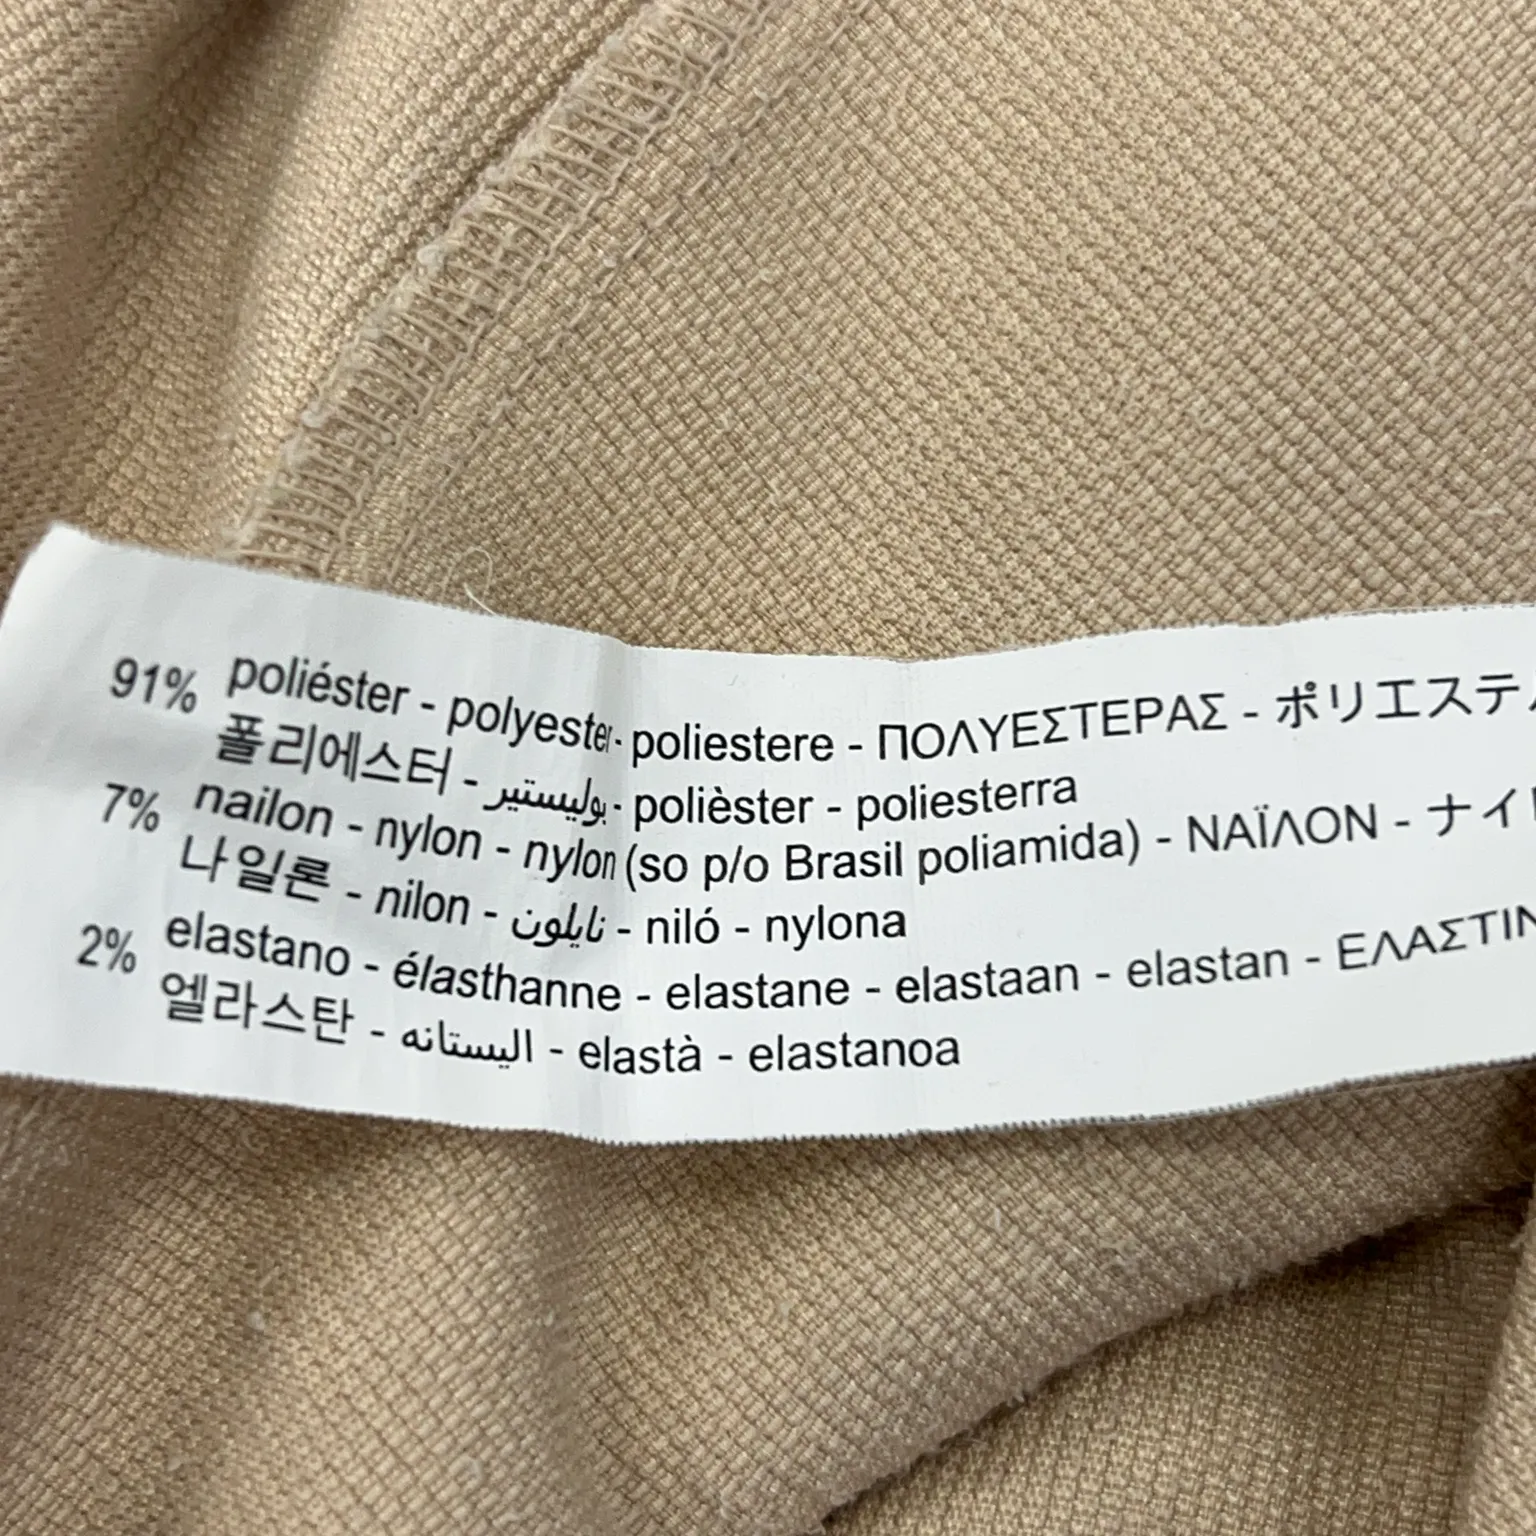 91% poliéster - polyester - poliestere - ΠΟΛΥΕΣΤΕΡΑΣ - ポリエステ
폴리에스터 - بوليستير - polièster - poliesterra
7% nailon - nylon - nylon (so p/o Brasil poliamida) - ΝΑΪΛΟΝ - ナイ
나일론 - nilon - نايلون - niló - nylona
2% elastano - élasthanne - elastane - elastaan - elastan - ΕΛΑΣΤΙΝ
엘라스탄 - اليستانه - elastà - elastanoa